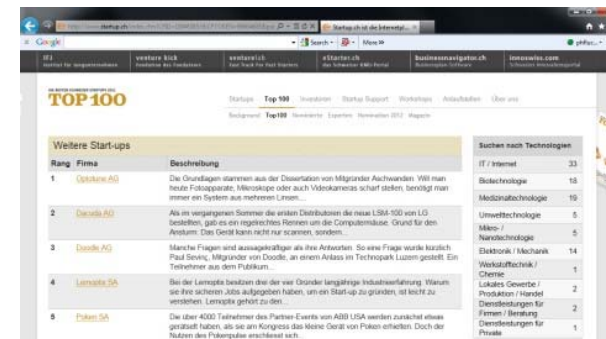 Startup.ch ist die Internetpl...
Google
Search
More
IFJ
venture kick
venturelab
eStarter.ch
businessnavigator.ch
innoswiss.com
TOP 100
Startups Top 100 Investoren Startup Support Workshops Anlaufstellen Über uns
Background Top100 Nominierte Experten Nomination 2012 Magazin
Weitere Start-ups
Rang Firma Beschreibung
1 Optotune AG Die Grundlagen stammen aus der Dissertation von Mitgründer Aschwanden. Will man
heute Fotoapparate, Mikroskope oder auch Videokameras scharf stellen, benötigt man
immer ein System aus mehreren Linsen...
2 Dacuda AG Als im vergangenen Sommer die ersten Distributoren die neue LSM-100 von LG
bestellten, gab es ein regelrechtes Rennen um die Computermäuse. Grund für den
Ansturm: Das Gerät kann nicht nur scannen, sondern...
3 Doodle AG Manche Fragen sind aussagekräftiger als ihre Antworten. So eine Frage wurde kürzlich
Paul Sevinç, Mitgründer von Doodle, an einem Anlass im Technopark Luzern gestellt. Ein
Teilnehmer aus dem Publikum...
4 Lemoptix SA Bei der Lemoptix besitzen drei der vier Gründer langjährige Industrieerfahrung. Warum
sie ihre sicheren Jobs aufgegeben haben, um ein Start-up zu gründen, ist leicht zu
verstehen. Lemoptix gehört zu den...
5 Poken SA Die über 4000 Teilnehmer des Partner-Events von ABB USA werden zunächst etwas
gerätselt haben, als sie am Kongress das kleine Gerät von Poken erhielten. Doch der
Nutzen des Pokenpulse erschliesst sich...
Suchen nach Technologien
IT / Internet 33
Biotechnologie 18
Medizinaltechnologie 19
Umwelttechnologie 5
Mikro- /
Nanotechnologie 5
Elektronik / Mechanik 14
Werkstofftechnik /
Chemie 1
Lokales Gewerbe /
Produktion / Handel 2
Dienstleistungen für
Firmen / Beratung 2
Dienstleistungen für
Private 1